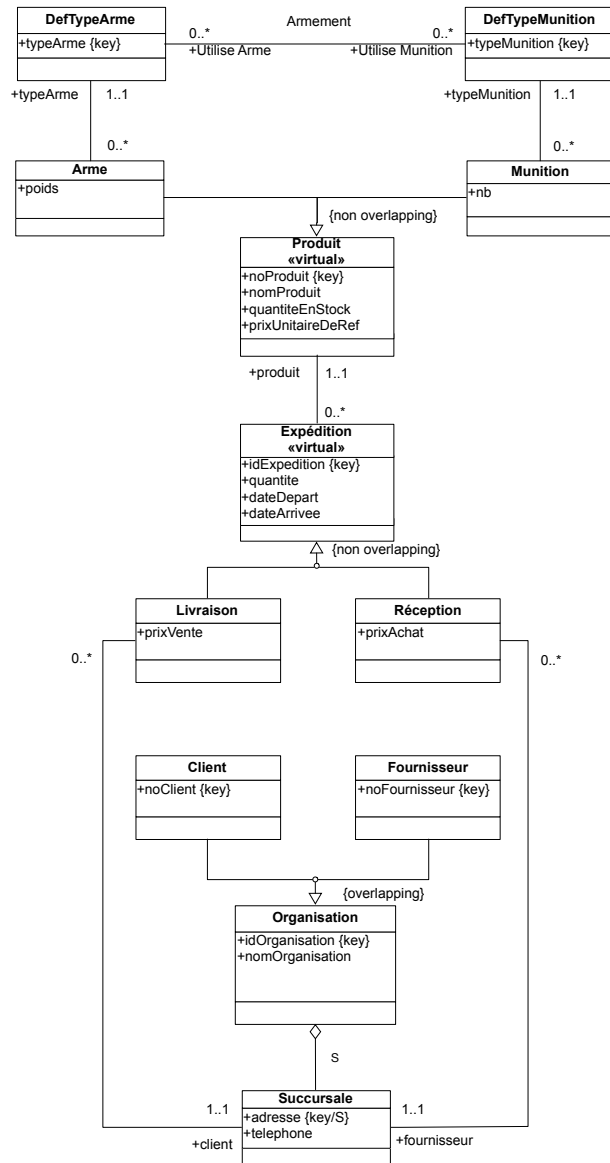 DefTypeArme
+typeArme {key}
Armement
0..*
0..*
+Utilise Arme
+Utilise Munition
DefTypeMunition
+typeMunition {key}
+typeArme
1..1
+typeMunition
1..1
0..*
0..*
Arme
+poids
Munition
+nb
{non overlapping}
Produit
«virtual»
+noProduit {key}
+nomProduit
+quantiteEnStock
+prixUnitaireDeRef
+produit
1..1
0..*
Expédition
«virtual»
+idExpedition {key}
+quantite
+dateDepart
+dateArrivee
{non overlapping}
Livraison
+prixVente
Réception
+prixAchat
0..*
0..*
Client
+noClient {key}
Fournisseur
+noFournisseur {key}
{overlapping}
Organisation
+idOrganisation {key}
+nomOrganisation
S
Succursale
+adresse {key/S}
+telephone
1..1
+client
1..1
+fournisseur